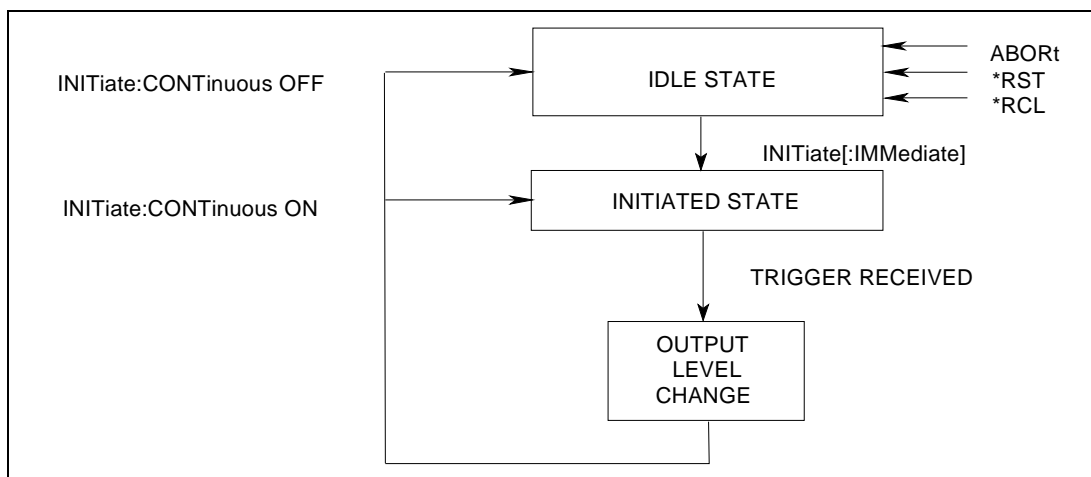 ABORt
INITiate:CONTinuous OFF
IDLE STATE
*RST
*RCL
INITiate[:IMMediate]
INITiate:CONTinuous ON
INITIATED STATE
TRIGGER RECEIVED
OUTPUT
LEVEL
CHANGE